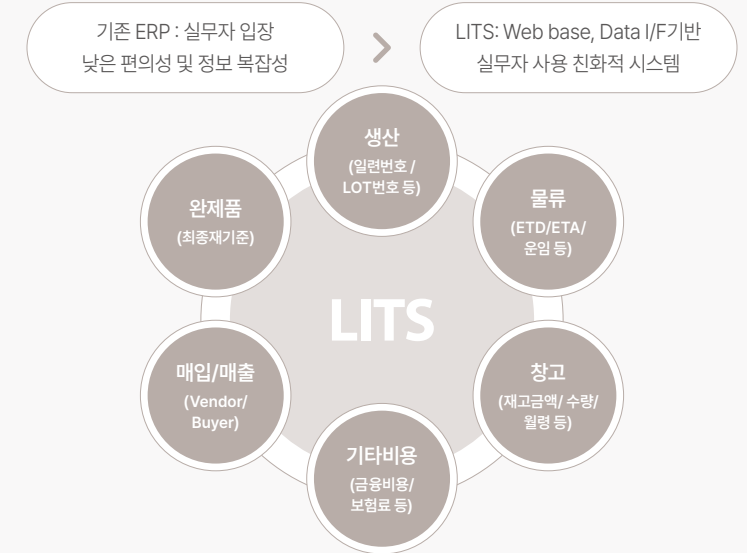 기존 ERP : 실무자 입장
낮은 편의성 및 정보 복잡성
LITS: Web base, Data I/F기반
실무자 사용 친화적 시스템
생산
(일련번호 /
LOT번호 등)
완제품
(최종재기준)
물류
(ETD/ETA/
운임 등)
LITS
매입/매출
(Vendor/
Buyer)
창고
(재고금액/ 수량/
월령 등)
기타비용
(금융비용/
보험료 등)